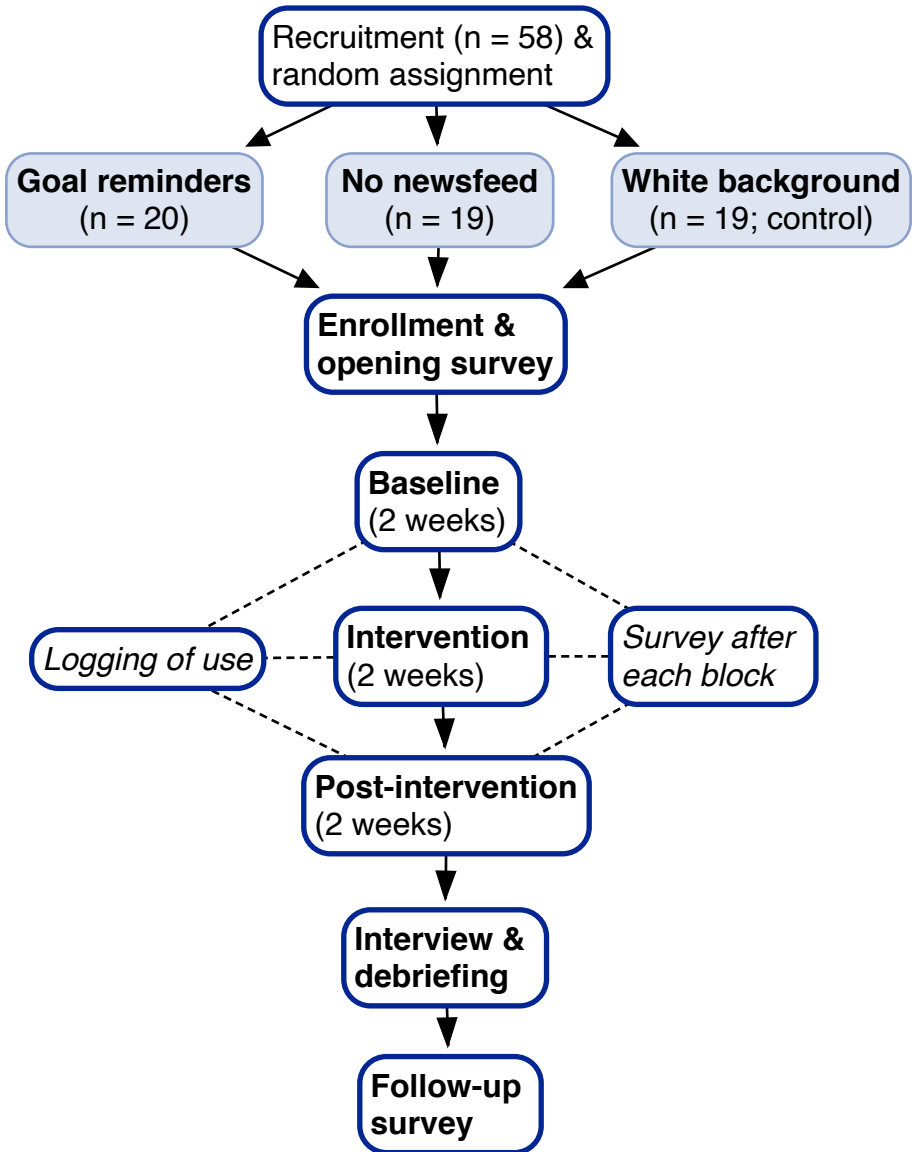 Recruitment (n = 58) &
random assignment
Goal reminders
(n = 20)
No newsfeed
(n = 19)
White background
(n = 19; control)
Enrollment &
opening survey
Baseline
(2 weeks)
Logging of use
Intervention
(2 weeks)
Survey after
each block
Post-intervention
(2 weeks)
Interview &
debriefing
Follow-up
survey